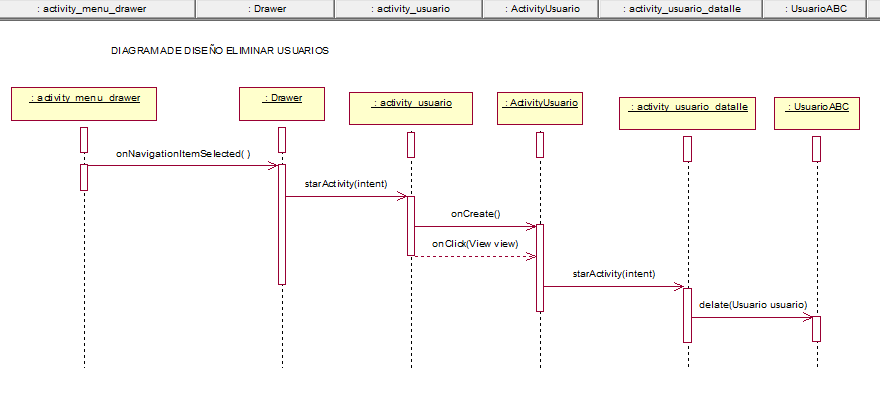 : activity_menu_drawer : Drawer : activity_usuario : ActivityUsuario : activity_usuario_datalle : UsuarioABC
DIAGRAMA DE DISEÑO ELIMINAR USUARIOS
: activity_menu_drawer : Drawer : activity_usuario : ActivityUsuario : activity_usuario_datalle : UsuarioABC
onNavigationItemSelected( )
starActivity(intent)
onCreate()
onClick(View view)
starActivity(intent)
delate(Usuario usuario)